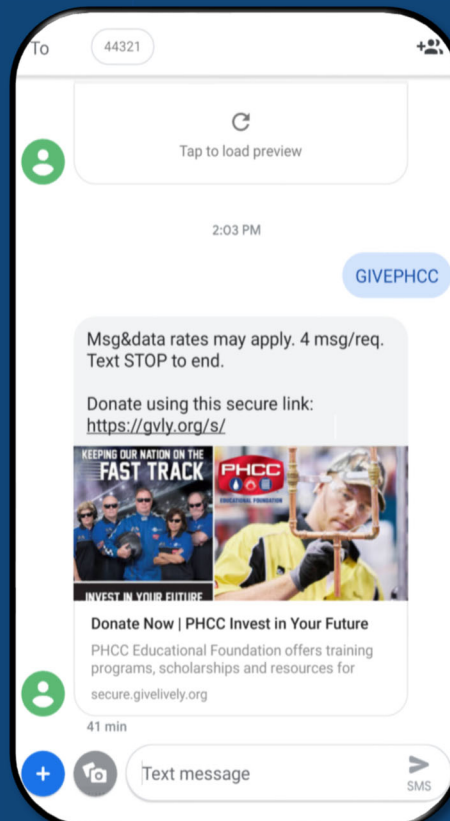 To
44321
Tap to load preview
2:03 PM
GIVEPHCC
Msg&data rates may apply. 4 msg/req.
Text STOP to end.
Donate using this secure link:
https://gvly.org/s/
KEEPING OUR NATION ON THE
FAST TRACK
INVEST IN YOUR FUTURE
PHCC
EDUCATIONAL FOUNDATION
Donate Now | PHCC Invest in Your Future
PHCC Educational Foundation offers training
programs, scholarships and resources for
secure.givelively.org
41 min
Text message
SMS